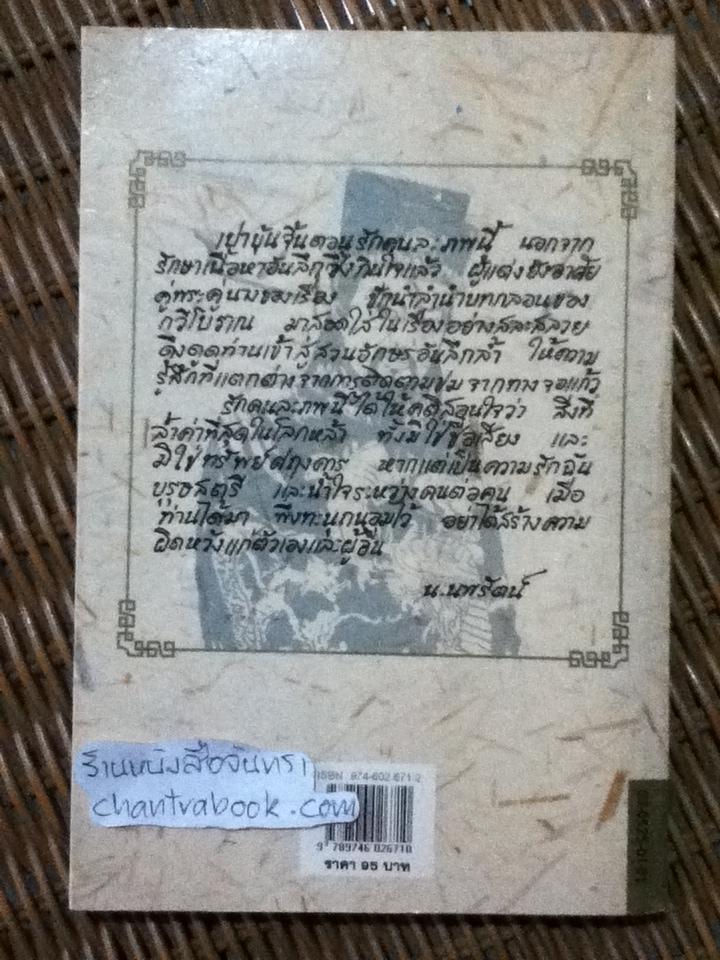 เปาบุ้นจิ้นตอนรักคนละภพนี้ นอกจาก
รักษาเนื้อหาอันลึกซึ้งกินใจแล้ว ผู้แต่งยังอาศัย
คู่พระคู่นางของเรื่อง ชักนำลำนำบทกลอนของ
กวีโบราณ มาสอดใส่ในเรื่องอย่างสละสลวย
ดึงดูดท่านเข้าสู่สวนอักษรอันลึกล้ำ ให้ความ
รู้สึกที่แตกต่างจากการติดตามชมจากทางจอแก้ว
รักคนละภพนี้ได้ให้คติสอนใจว่า สิ่งที่
ล้ำค่าที่สุดในโลกหล้า ทั้งมิใช่ชื่อเสียง และ
มิใช่ทรัพย์ศฤงคาร หากแต่เป็นความรักฉัน
บุรุษสตรี และน้ำใจระหว่างคนต่อคน เมื่อ
ท่านได้มา พึงทะนุถนอมไว้ อย่าได้สร้างความ
ผิดหวังแก่ตัวเองและผู้อื่น
น.นพรัตน์
ร้านหนังสือจันทรา
chantrabook.com
ISBN 974-602-671-2
9 789746 026710
ราคา 95 บาท